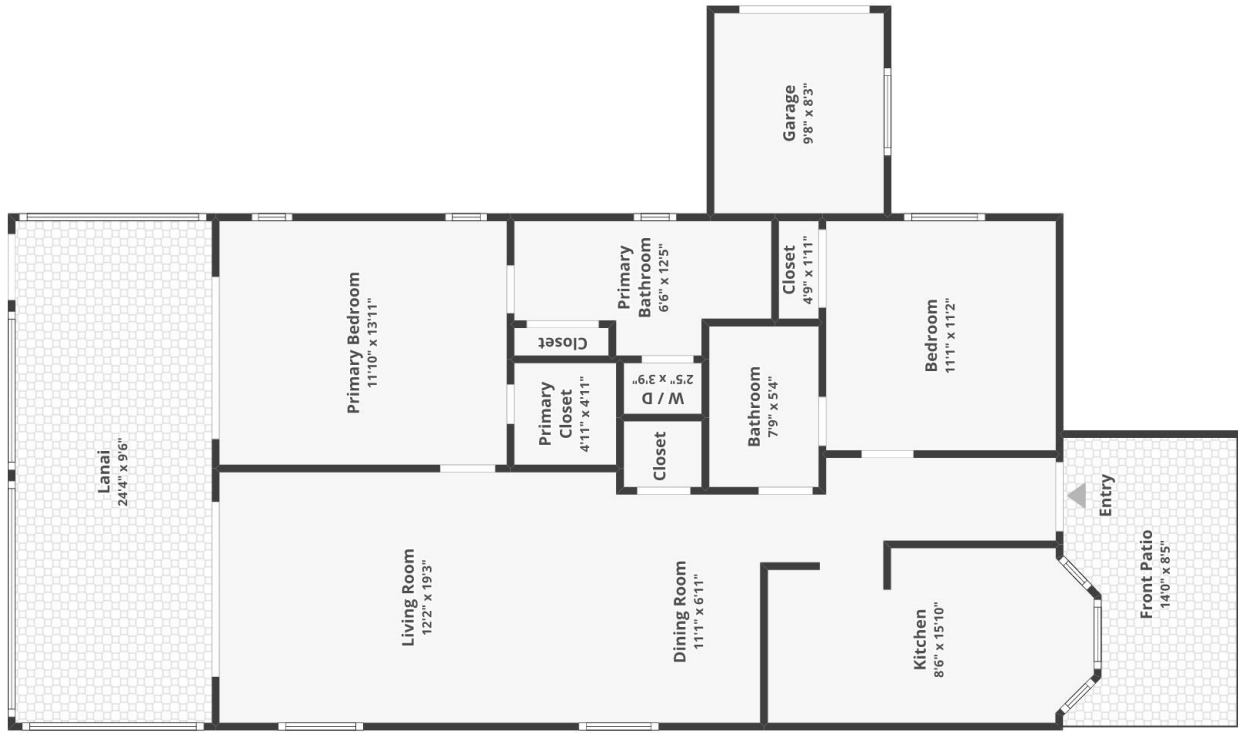 Garage
9'8" x 8'3"
Primary
Bathroom
6'6" x 12'5"
Closet
4'9" x 1'11"
Primary Bedroom
11'10" x 13'11"
Closet
Bedroom
11'1" x 11'2"
W / D
2'5" x 3'9"
Primary
Closet
4'11" x 4'11"
Bathroom
7'9" x 5'4"
Closet
Lanai
24'4" x 9'6"
Entry
Living Room
12'2" x 19'3"
Dining Room
11'1" x 6'11"
Kitchen
8'6" x 15'10"
Front Patio
14'0" x 8'5"